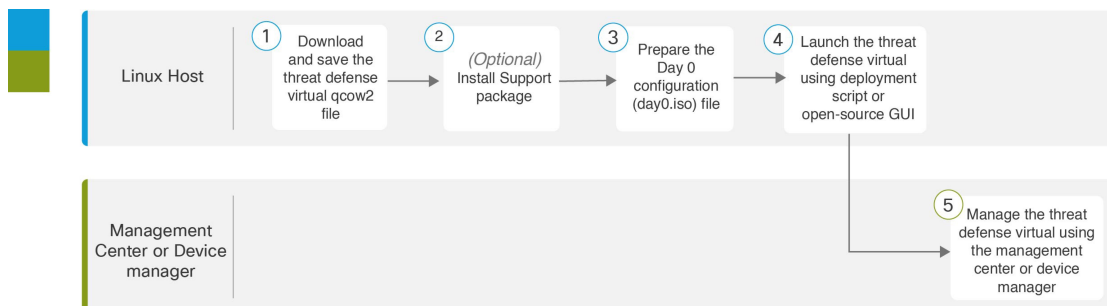 Linux Host
1
Download
and save the
threat defense
virtual qcow2
file
2
(Optional)
Install Support
package
3
Prepare the
Day 0
configuration
(day0.iso) file
4
Launch the threat
defense virtual
using deployment
script or
open-source GUI
Management
Center or Device
manager
5
Manage the threat
defense virtual using
the management
center or device
manager